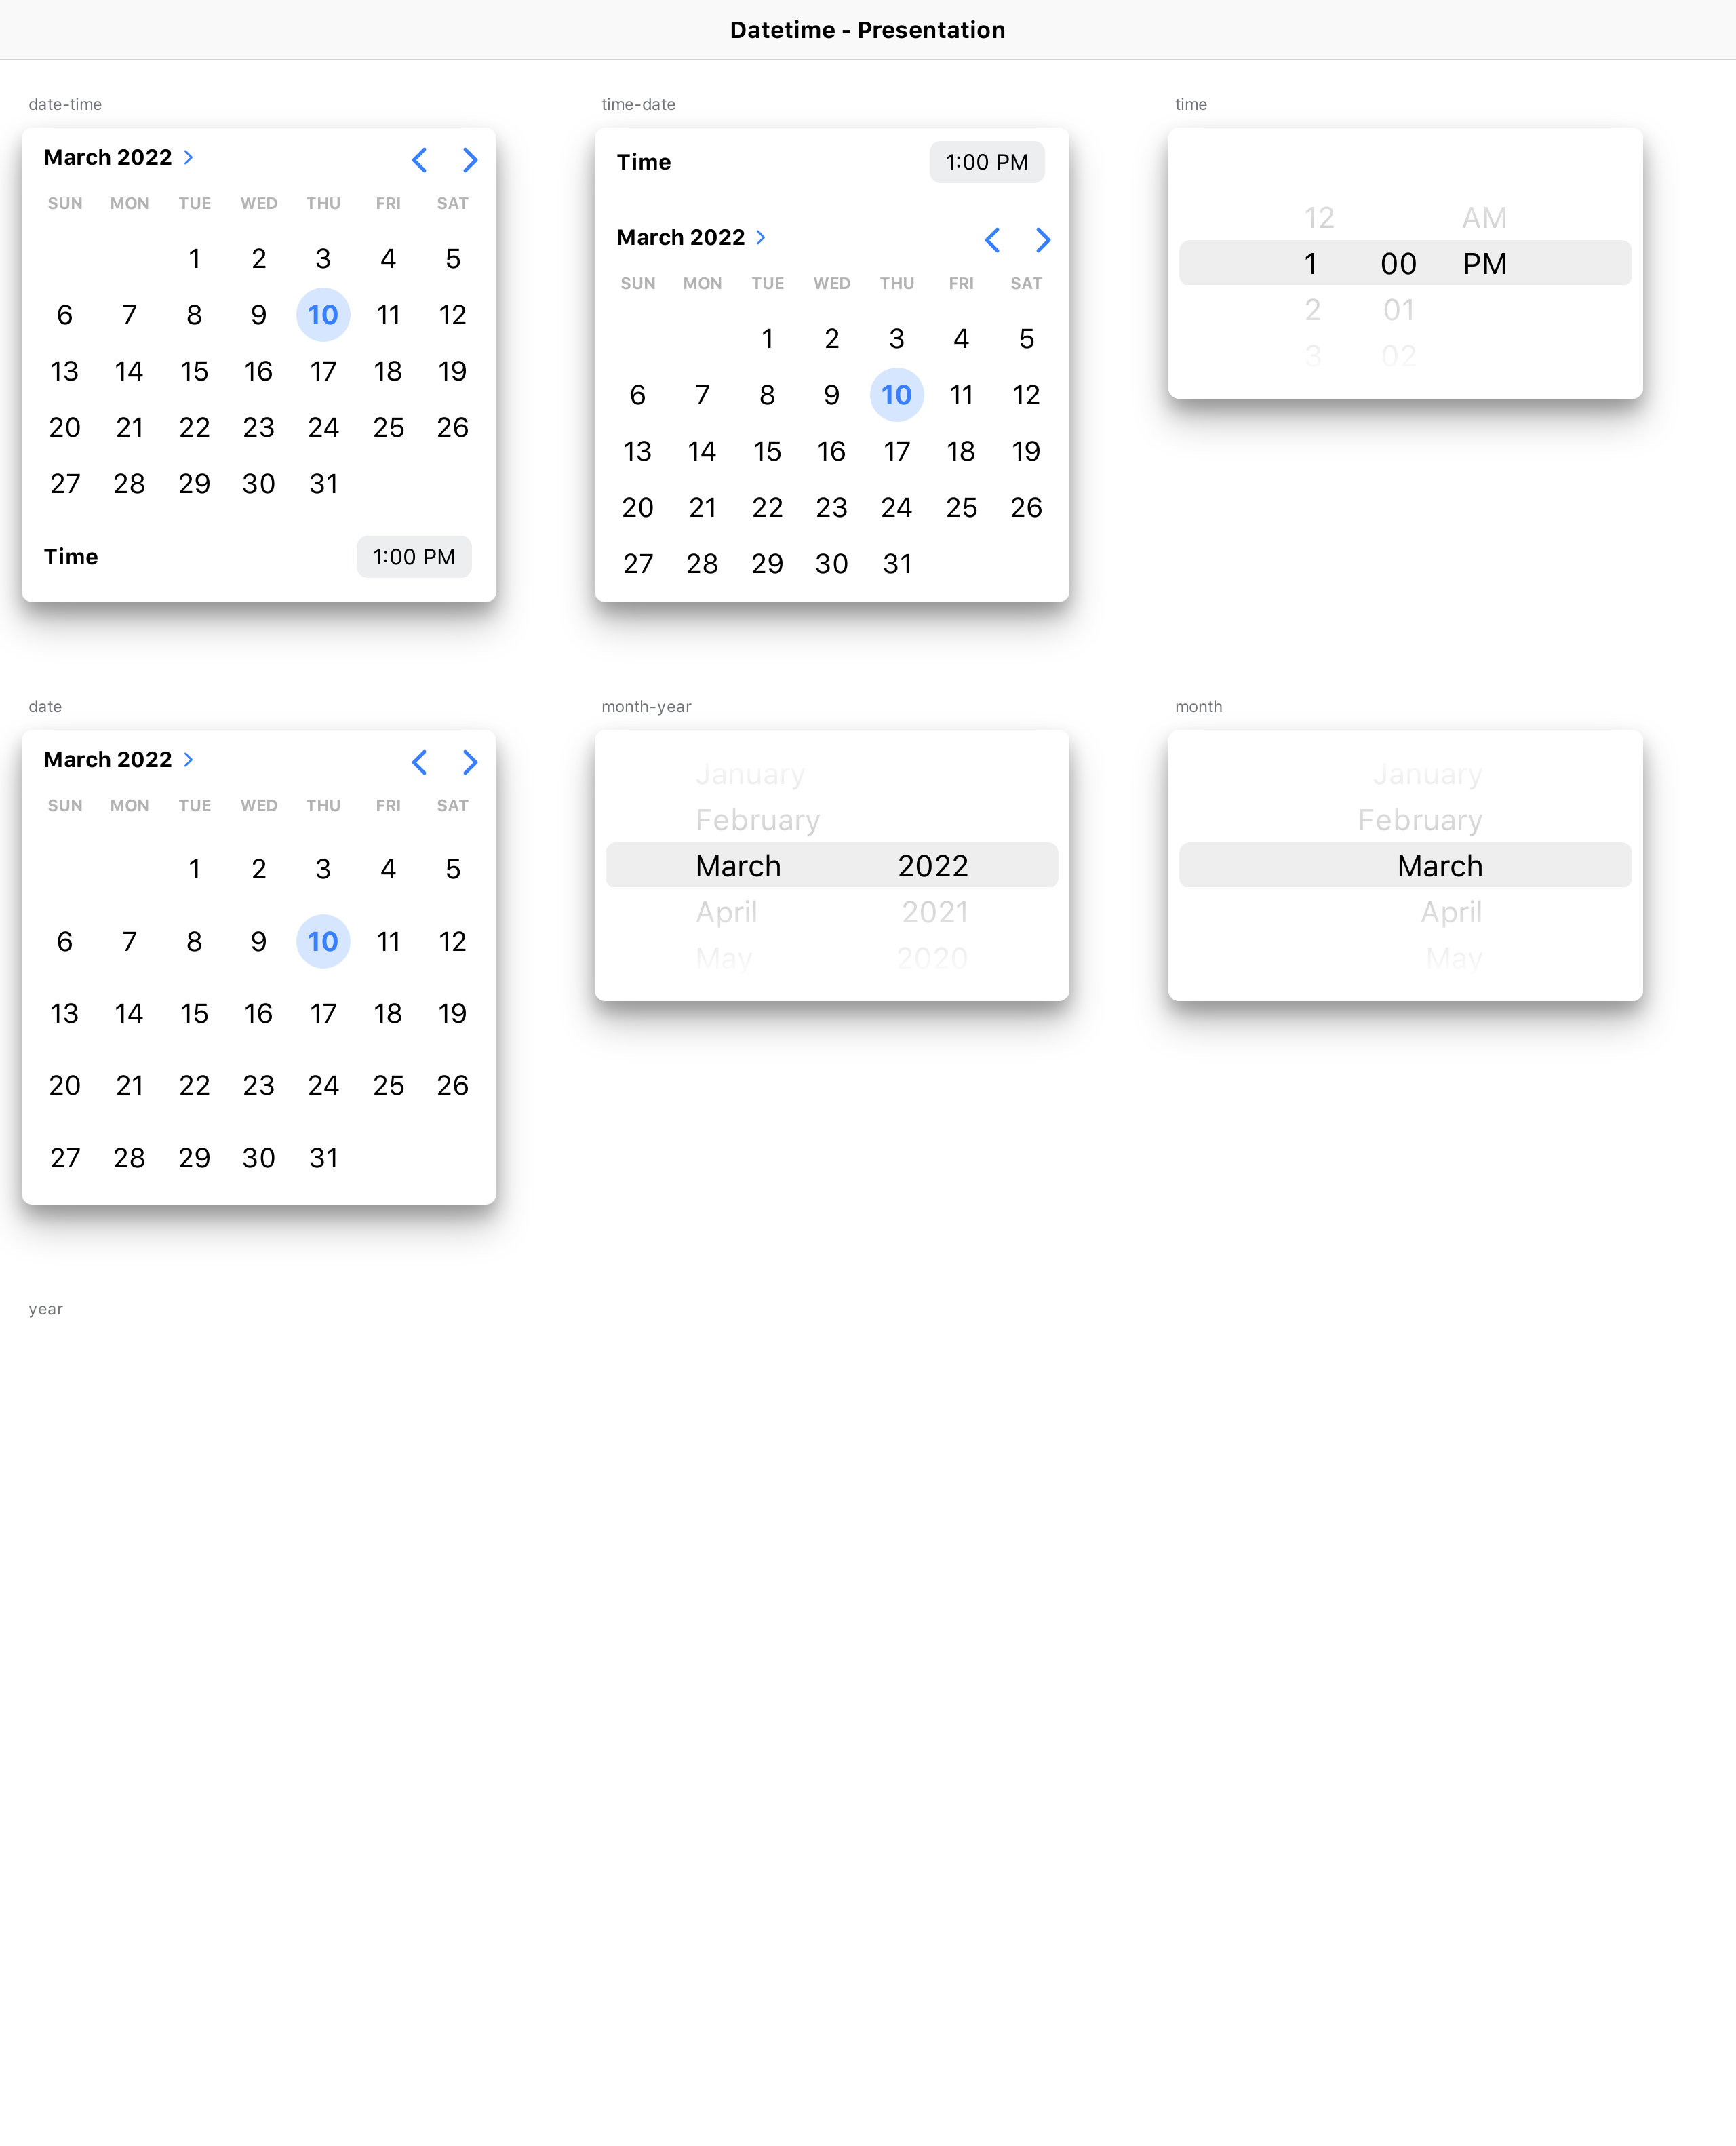 Datetime - Presentation
date-time
March 2022
SUN MON TUE WED THU FRI SAT
1 2 3 4 5
6 7 8 9 10 11 12
13 14 15 16 17 18 19
20 21 22 23 24 25 26
27 28 29 30 31
Time 1:00 PM
time-date
Time 1:00 PM
March 2022
SUN MON TUE WED THU FRI SAT
1 2 3 4 5
6 7 8 9 10 11 12
13 14 15 16 17 18 19
20 21 22 23 24 25 26
27 28 29 30 31
time
12 AM
1 00 PM
2 01
3 02
date
March 2022
SUN MON TUE WED THU FRI SAT
1 2 3 4 5
6 7 8 9 10 11 12
13 14 15 16 17 18 19
20 21 22 23 24 25 26
27 28 29 30 31
month-year
January
February
March 2022
April 2021
May 2020
month
January
February
March
April
May
year